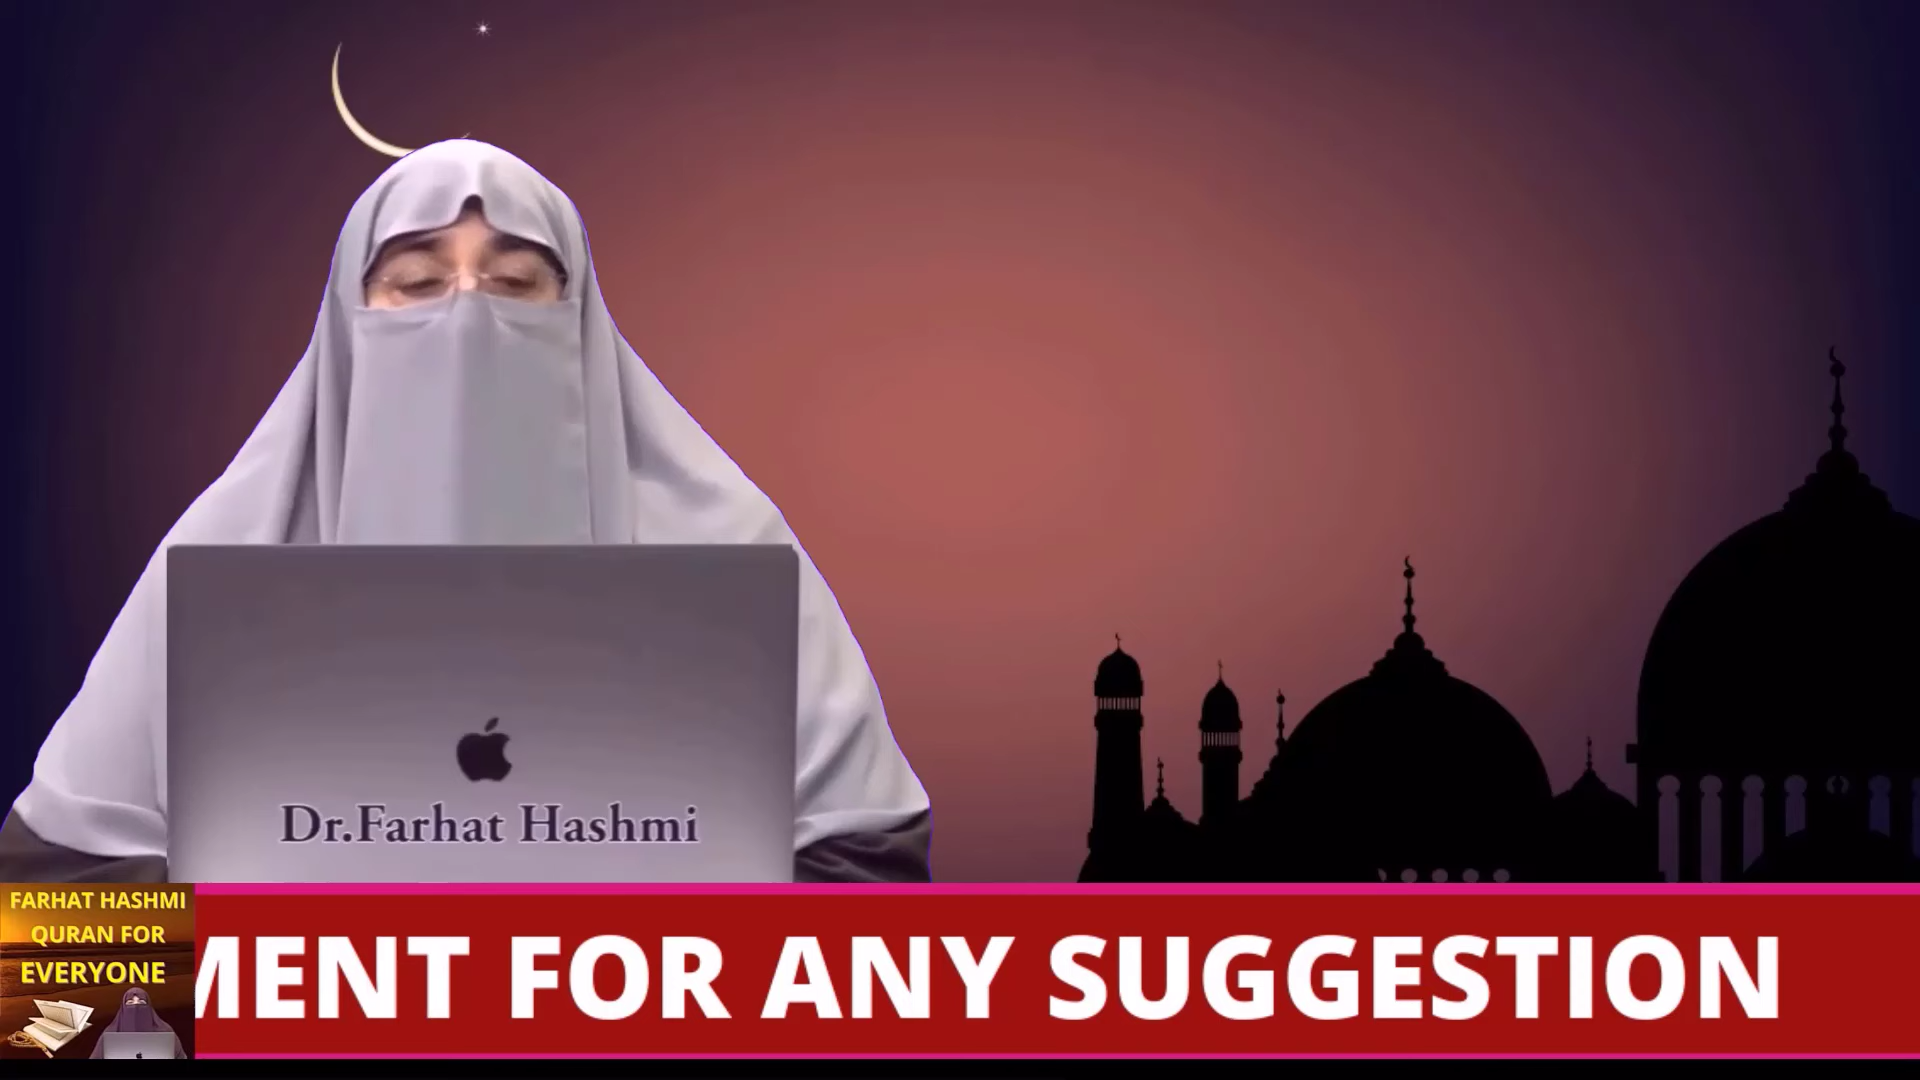 Dr.Farhat Hashmi
FARHAT HASHMI
QURAN FOR
EVERYONE
MENT FOR ANY SUGGESTION